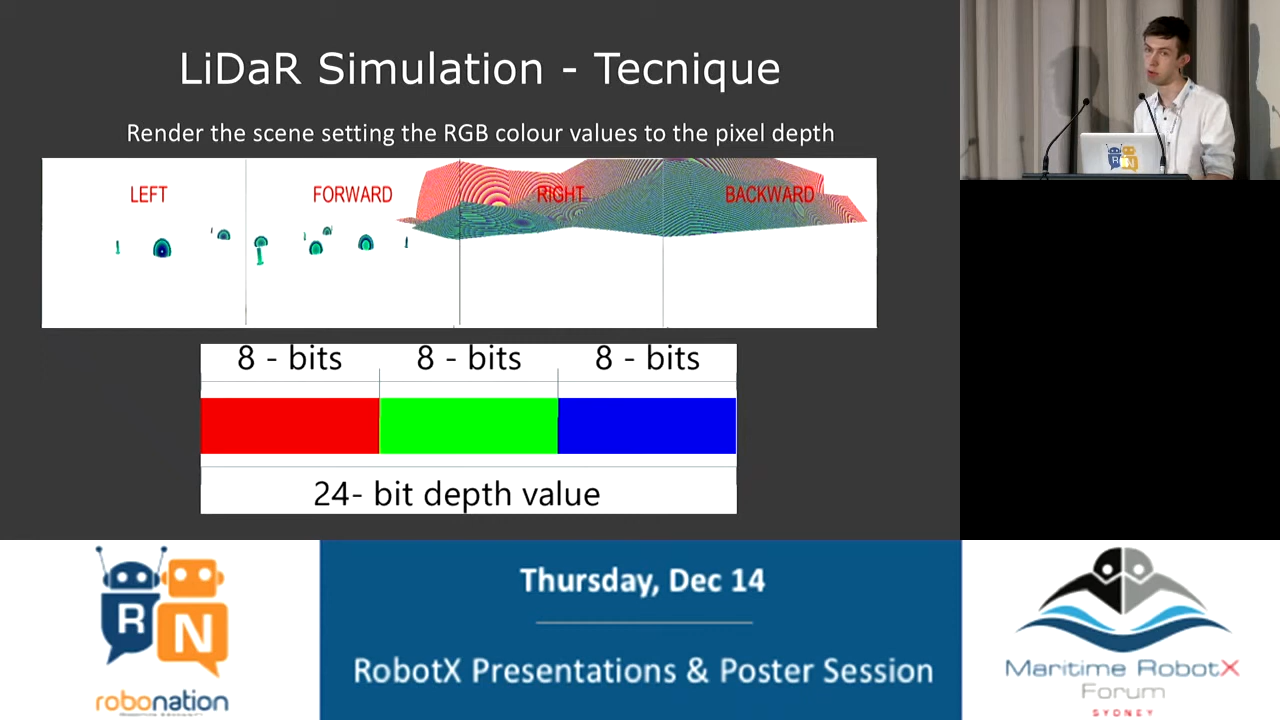 LiDaR Simulation - Tecnique
Render the scene setting the RGB colour values to the pixel depth
LEFT FORWARD RIGHT BACKWARD
8 - bits 8 - bits 8 - bits
24- bit depth value
R N
R N
robonation
Thursday, Dec 14
RobotX Presentations & Poster Session
Maritime RobotX
Forum
SYDNEY